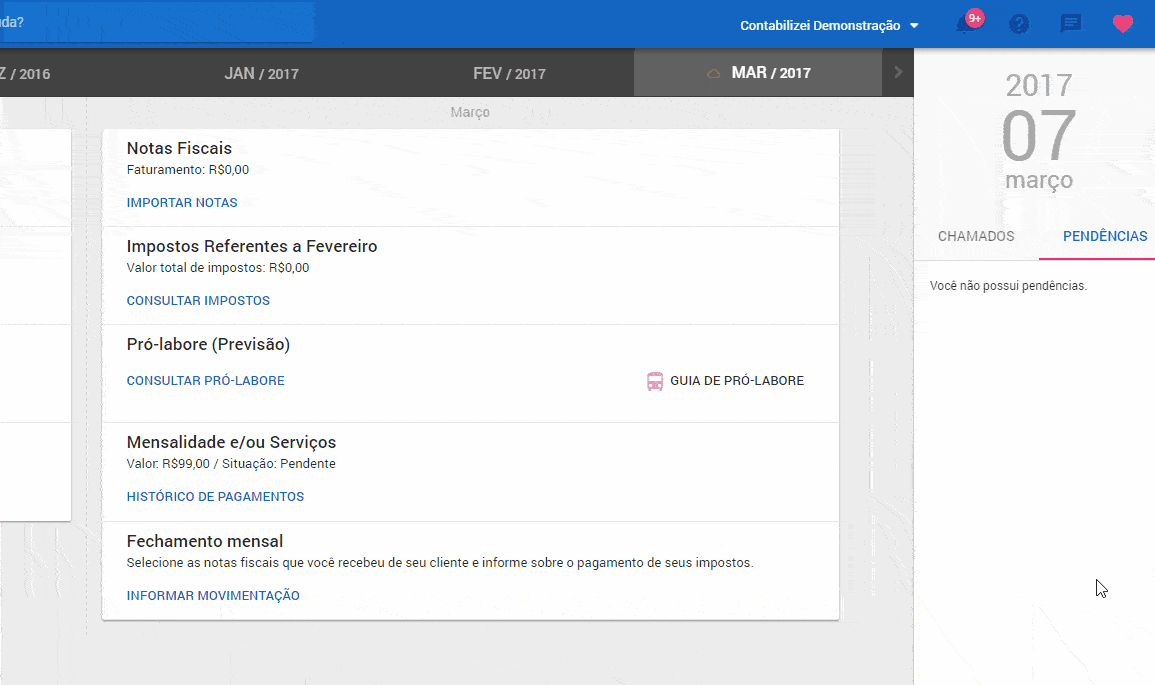 da?
Contabilizei Demonstração
9+
Z / 2016
JAN / 2017
FEV / 2017
MAR / 2017
Março
Notas Fiscais
Faturamento: R$0,00
IMPORTAR NOTAS
Impostos Referentes a Fevereiro
Valor total de impostos: R$0,00
CONSULTAR IMPOSTOS
Pró-labore (Previsão)
CONSULTAR PRÓ-LABORE
GUIA DE PRÓ-LABORE
Mensalidade e/ou Serviços
Valor: R$99,00 / Situação: Pendente
HISTÓRICO DE PAGAMENTOS
Fechamento mensal
Selecione as notas fiscais que você recebeu de seu cliente e informe sobre o pagamento de seus impostos.
INFORMAR MOVIMENTAÇÃO
2017
07
março
CHAMADOS
PENDÊNCIAS
Você não possui pendências.